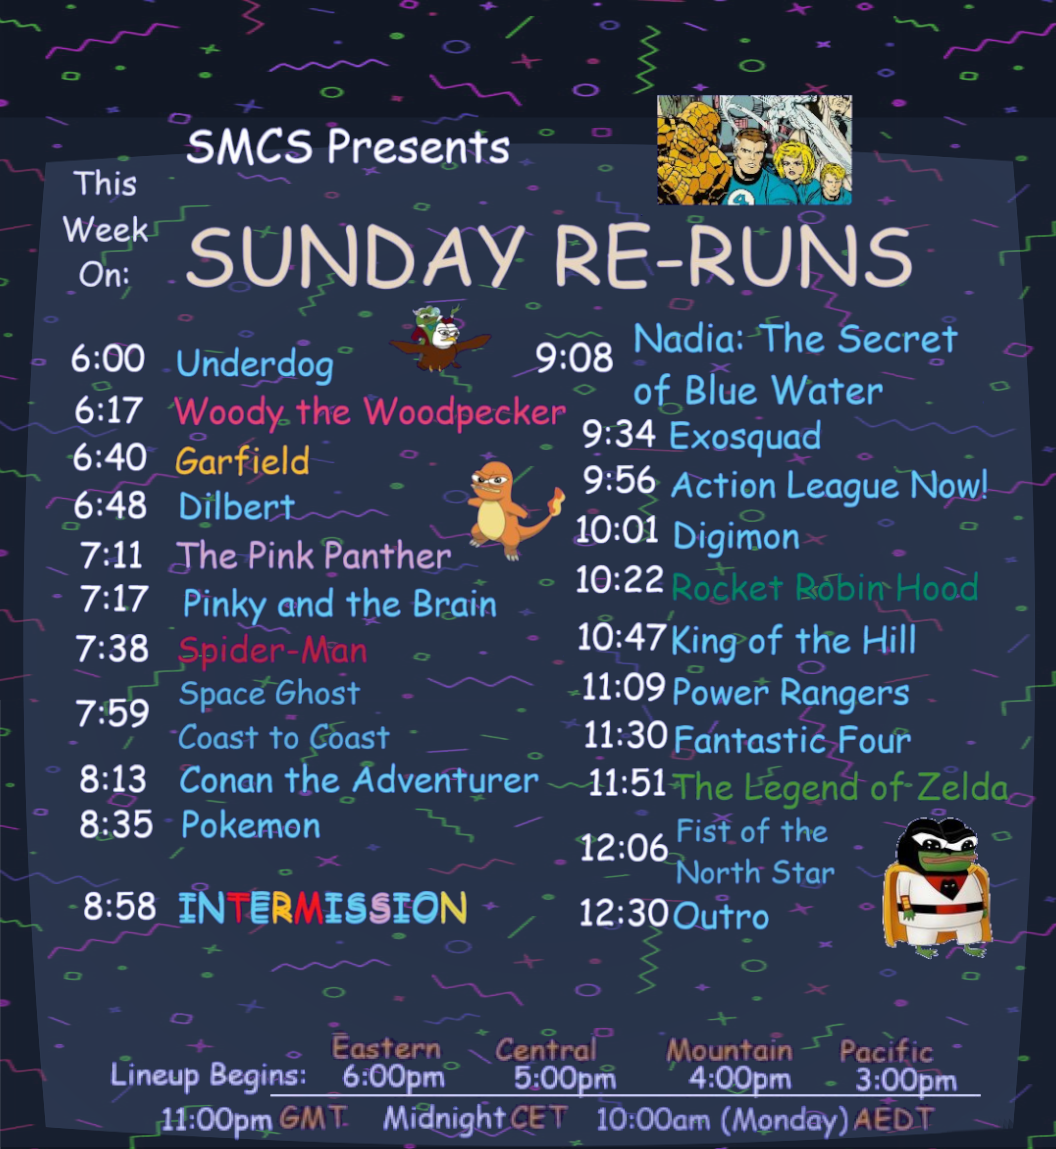 SMCS Presents
This
Week
On:
SUNDAY RE-RUNS
6:00 Underdog
6:17 Woody the Woodpecker
6:40 Garfield
6:48 Dilbert
7:11 The Pink Panther
7:17 Pinky and the Brain
7:38 Spider-Man
7:59 Space Ghost
Coast to Coast
8:13 Conan the Adventurer
8:35 Pokemon
8:58 INTERMISSION
9:08 Nadia: The Secret
of Blue Water
9:34 Exosquad
9:56 Action League Now!
10:01 Digimon
10:22 Rocket Robin Hood
10:47 King of the Hill
11:09 Power Rangers
11:30 Fantastic Four
11:51 The Legend of Zelda
12:06 Fist of the
North Star
12:30 Outro
Eastern Central Mountain Pacific
Lineup Begins: 6:00pm 5:00pm 4:00pm 3:00pm
11:00pm GMT Midnight CET 10:00am (Monday) AEDT